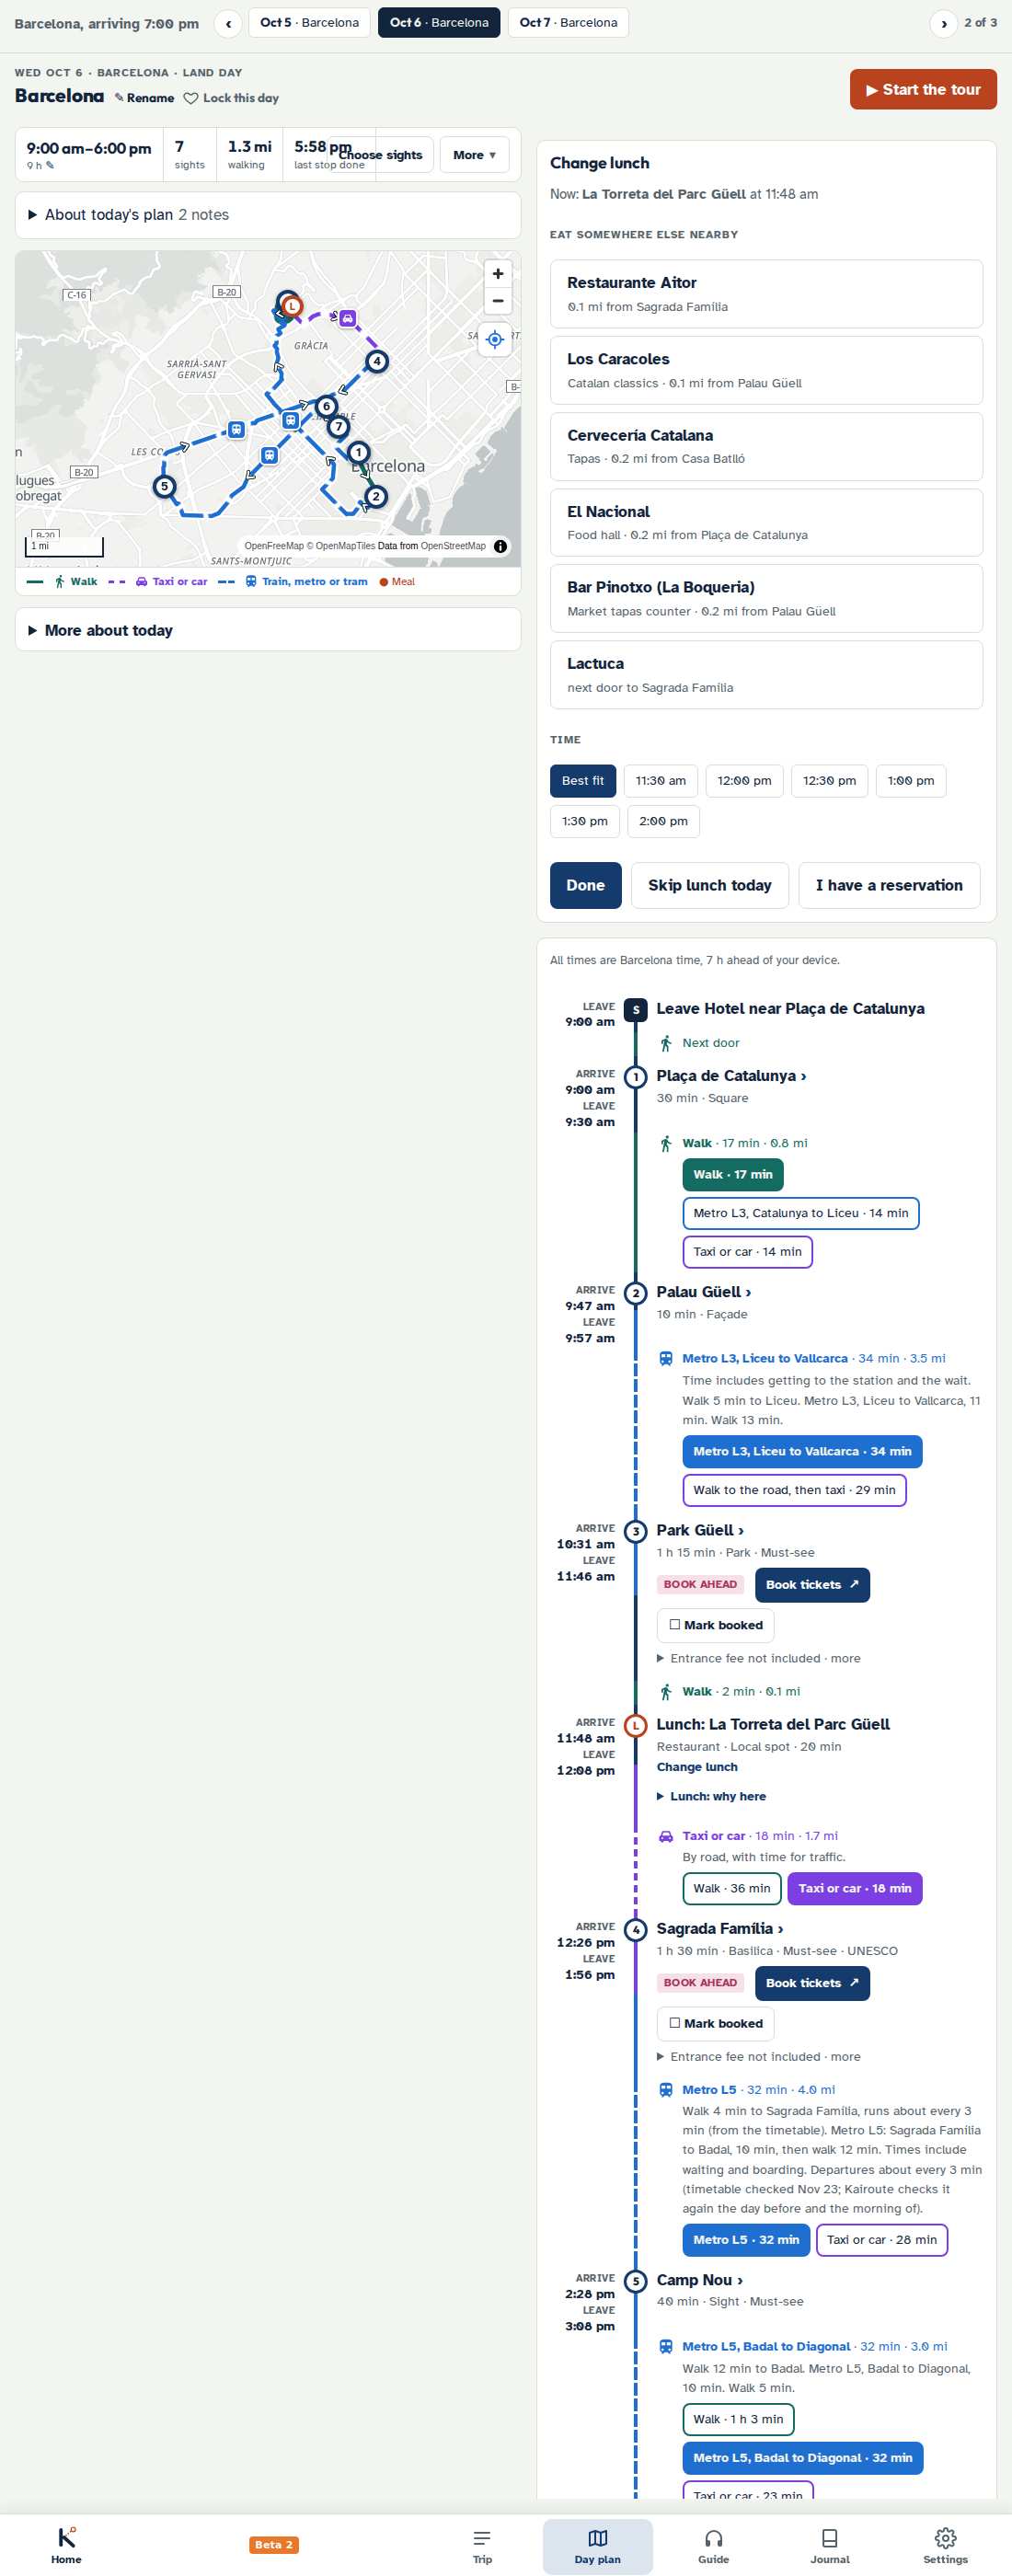 Barcelona, arriving 7:00 pm
‹
Oct 5 · Barcelona
Oct 6 · Barcelona
Oct 7 · Barcelona
›
2 of 3
WED OCT 6 · BARCELONA · LAND DAY
Barcelona
✎ Rename
Lock this day
▶ Start the tour
9:00 am–6:00 pm
9 h ✎
7
sights
1.3 mi
walking
5:58 pm
last stop done
Choose sights
More ▾
▶ About today's plan 2 notes
C-16
B-20
GRÀCIA
SARRIÀ-SANT
GERVASI
B-20
lugues
obregat
B-20
Barcelona
SANTS-MONTJUÏC
L
4
6
7
1
2
5
+
−
1 mi
OpenFreeMap © OpenMapTiles Data from OpenStreetMap
Walk
Taxi or car
Train, metro or tram
Meal
▶ More about today
Change lunch
Now: La Torreta del Parc Güell at 11:48 am
EAT SOMEWHERE ELSE NEARBY
Restaurante Aitor
0.1 mi from Sagrada Família
Los Caracoles
Catalan classics · 0.1 mi from Palau Güell
Cervecería Catalana
Tapas · 0.2 mi from Casa Batlló
El Nacional
Food hall · 0.2 mi from Plaça de Catalunya
Bar Pinotxo (La Boqueria)
Market tapas counter · 0.2 mi from Palau Güell
Lactuca
next door to Sagrada Família
TIME
Best fit
11:30 am
12:00 pm
12:30 pm
1:00 pm
1:30 pm
2:00 pm
Done
Skip lunch today
I have a reservation
All times are Barcelona time, 7 h ahead of your device.
LEAVE
9:00 am
S
Leave Hotel near Plaça de Catalunya
Next door
ARRIVE
9:00 am
LEAVE
9:30 am
1
Plaça de Catalunya ›
30 min · Square
Walk · 17 min · 0.8 mi
Walk · 17 min
Metro L3, Catalunya to Liceu · 14 min
Taxi or car · 14 min
ARRIVE
9:47 am
LEAVE
9:57 am
2
Palau Güell ›
10 min · Façade
Metro L3, Liceu to Vallcarca · 34 min · 3.5 mi
Time includes getting to the station and the wait.
Walk 5 min to Liceu. Metro L3, Liceu to Vallcarca, 11
min. Walk 13 min.
Metro L3, Liceu to Vallcarca · 34 min
Walk to the road, then taxi · 29 min
ARRIVE
10:31 am
LEAVE
11:46 am
3
Park Güell ›
1 h 15 min · Park · Must-see
BOOK AHEAD
Book tickets ↗
☐ Mark booked
▶ Entrance fee not included · more
Walk · 2 min · 0.1 mi
ARRIVE
11:48 am
LEAVE
12:08 pm
L
Lunch: La Torreta del Parc Güell
Restaurant · Local spot · 20 min
Change lunch
▶ Lunch: why here
Taxi or car · 18 min · 1.7 mi
By road, with time for traffic.
Walk · 36 min
Taxi or car · 18 min
ARRIVE
12:26 pm
LEAVE
1:56 pm
4
Sagrada Família ›
1 h 30 min · Basilica · Must-see · UNESCO
BOOK AHEAD
Book tickets ↗
☐ Mark booked
▶ Entrance fee not included · more
Metro L5 · 32 min · 4.0 mi
Walk 4 min to Sagrada Família, runs about every 3
min (from the timetable). Metro L5: Sagrada Família
to Badal, 10 min, then walk 12 min. Times include
waiting and boarding. Departures about every 3 min
(timetable checked Nov 23; Kairoute checks it
again the day before and the morning of).
Metro L5 · 32 min
Taxi or car · 28 min
ARRIVE
2:28 pm
LEAVE
3:08 pm
5
Camp Nou ›
40 min · Sight · Must-see
Metro L5, Badal to Diagonal · 32 min · 3.0 mi
Walk 12 min to Badal. Metro L5, Badal to Diagonal,
10 min. Walk 5 min.
Walk · 1 h 3 min
Metro L5, Badal to Diagonal · 32 min
Taxi or car · 23 min
Home
Beta 2
Trip
Day plan
Guide
Journal
Settings